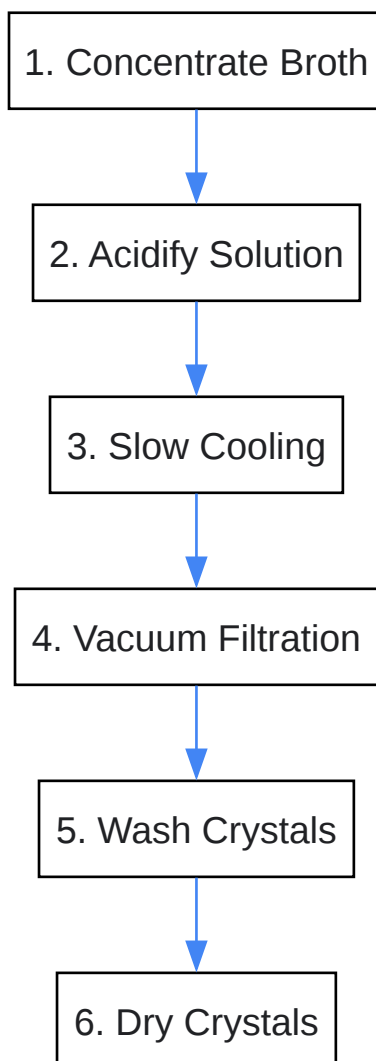 1. Concentrate Broth
2. Acidify Solution
3. Slow Cooling
4. Vacuum Filtration
5. Wash Crystals
6. Dry Crystals